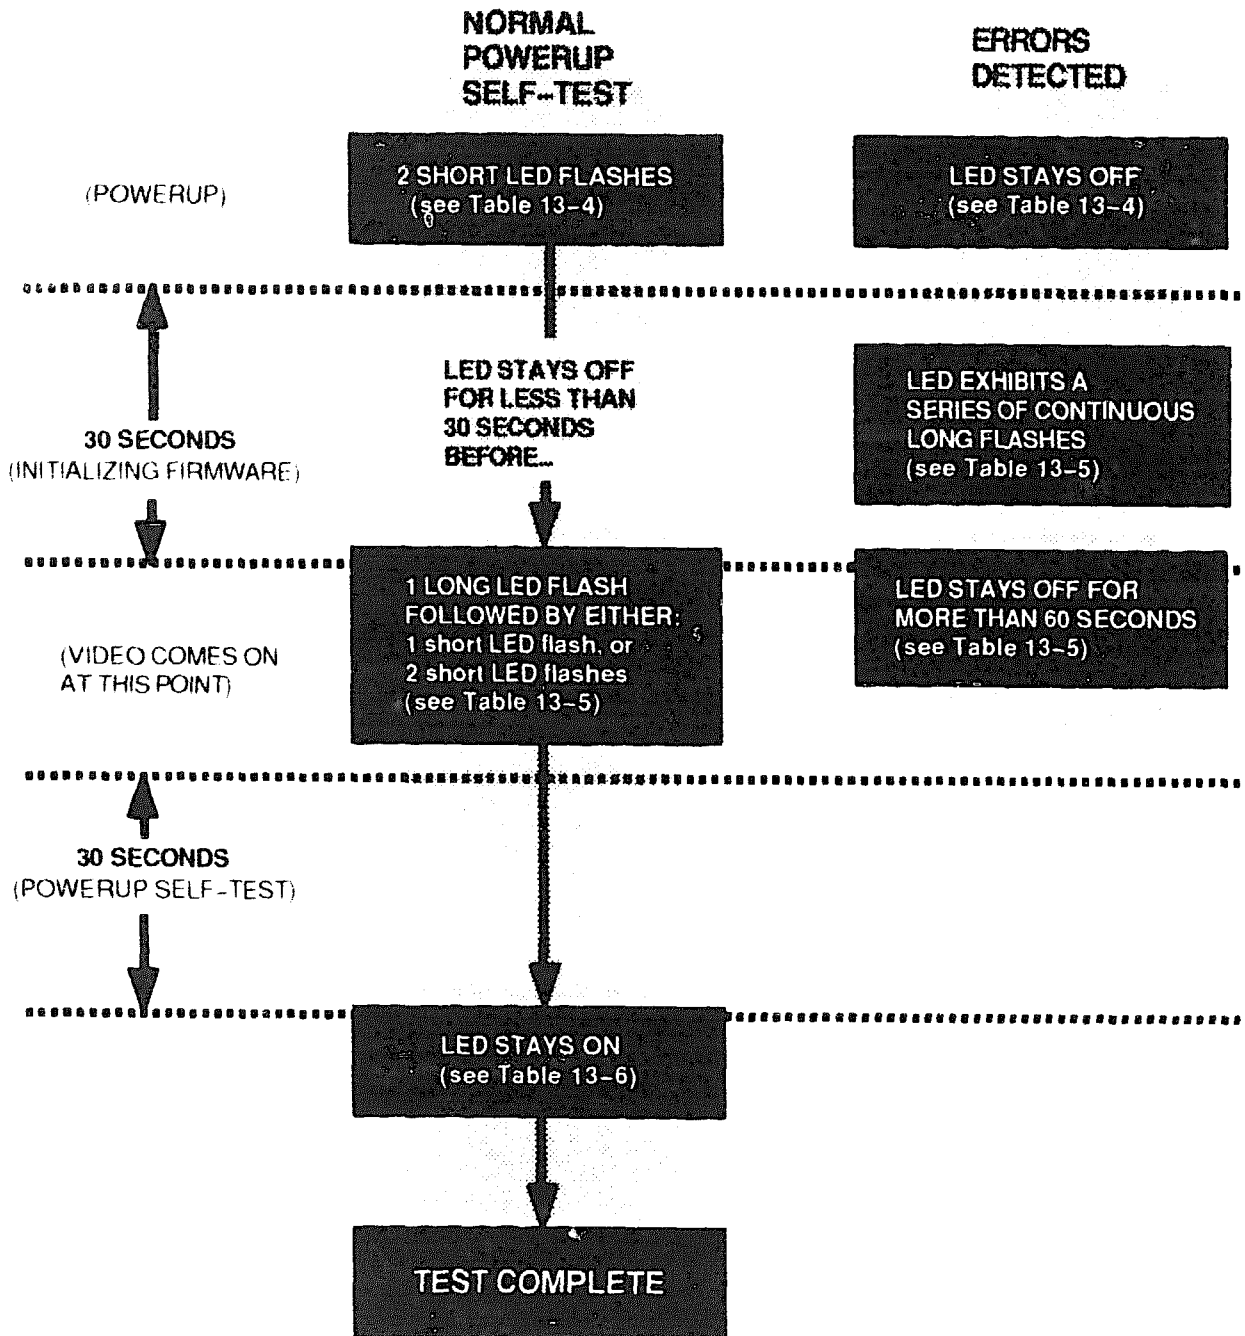 NORMAL
POWERUP
SELF-TEST
ERRORS
DETECTED
(POWERUP)
2 SHORT LED FLASHES
(see Table 13-4)
LED STAYS OFF
(see Table 13-4)
30 SECONDS
(INITIALIZING FIRMWARE)
LED STAYS OFF
FOR LESS THAN
30 SECONDS
BEFORE...
LED EXHIBITS A
SERIES OF CONTINUOUS
LONG FLASHES
(see Table 13-5)
(VIDEO COMES ON
AT THIS POINT)
1 LONG LED FLASH
FOLLOWED BY EITHER:
1 short LED flash, or
2 short LED flashes
(see Table 13-5)
LED STAYS OFF FOR
MORE THAN 60 SECONDS
(see Table 13-5)
30 SECONDS
(POWERUP SELF-TEST)
LED STAYS ON
(see Table 13-6)
TEST COMPLETE